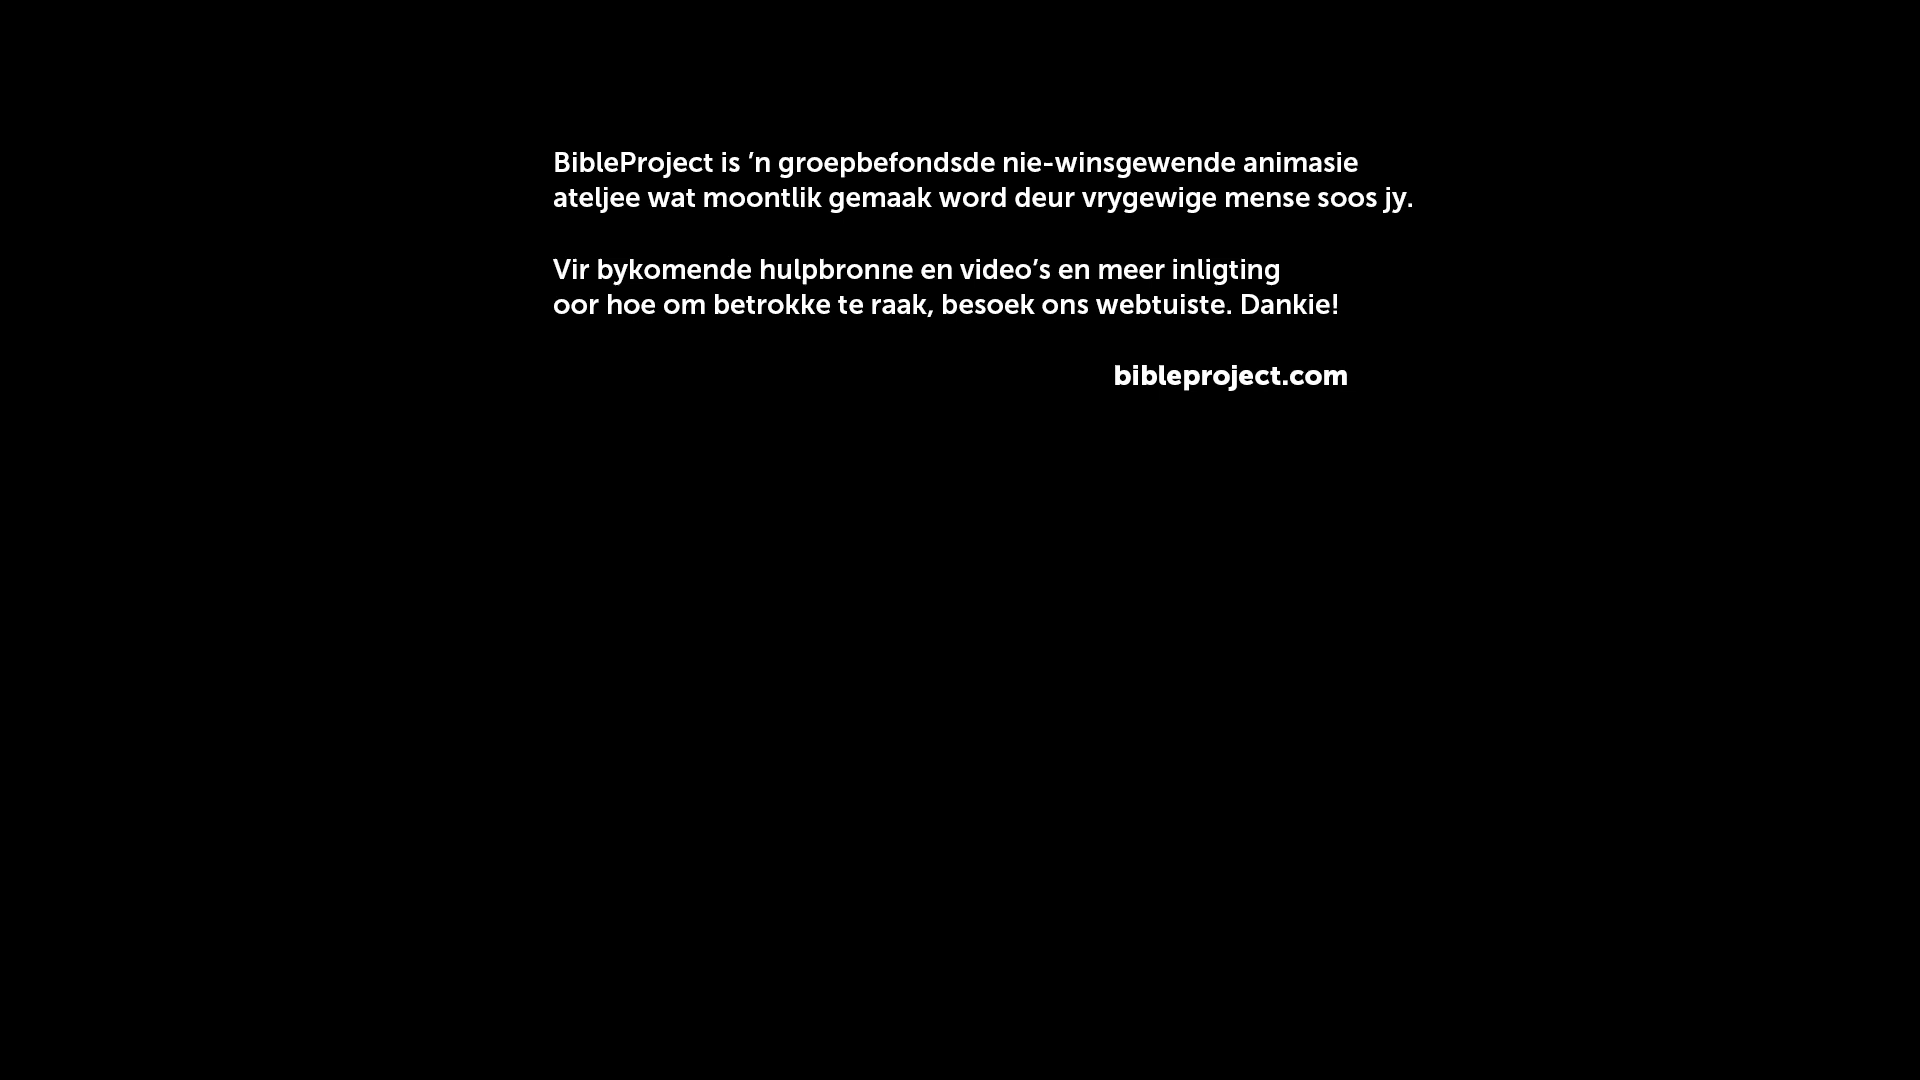 BibleProject is ’n groepbefondsde nie-winsgewende animasie
ateljee wat moontlik gemaak word deur vrygewige mense soos jy.
Vir bykomende hulpbronne en video’s en meer inligting
oor hoe om betrokke te raak, besoek ons webtuiste. Dankie!
bibleproject.com